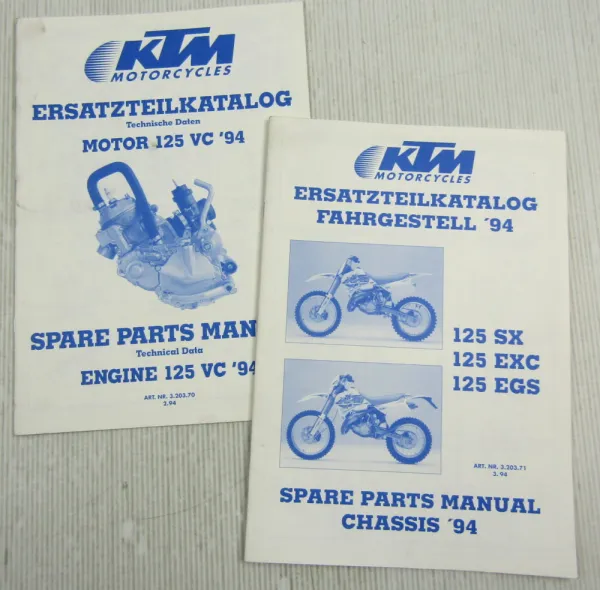 KTM
MOTORCYCLES
ERSATZTEILKATALOG
Technische Daten
MOTOR 125 VC '94
SPARE PARTS MANU
Technical Data
ENGINE 125 VC '94
ART. NR. 3.203.70
2.94
KTM
MOTORCYCLES
ERSATZTEILKATALOG
FAHRGESTELL ´94
125 SX
125 EXC
125 EGS
ART. NR. 3.203.71
3.94
SPARE PARTS MANUAL
CHASSIS ´94